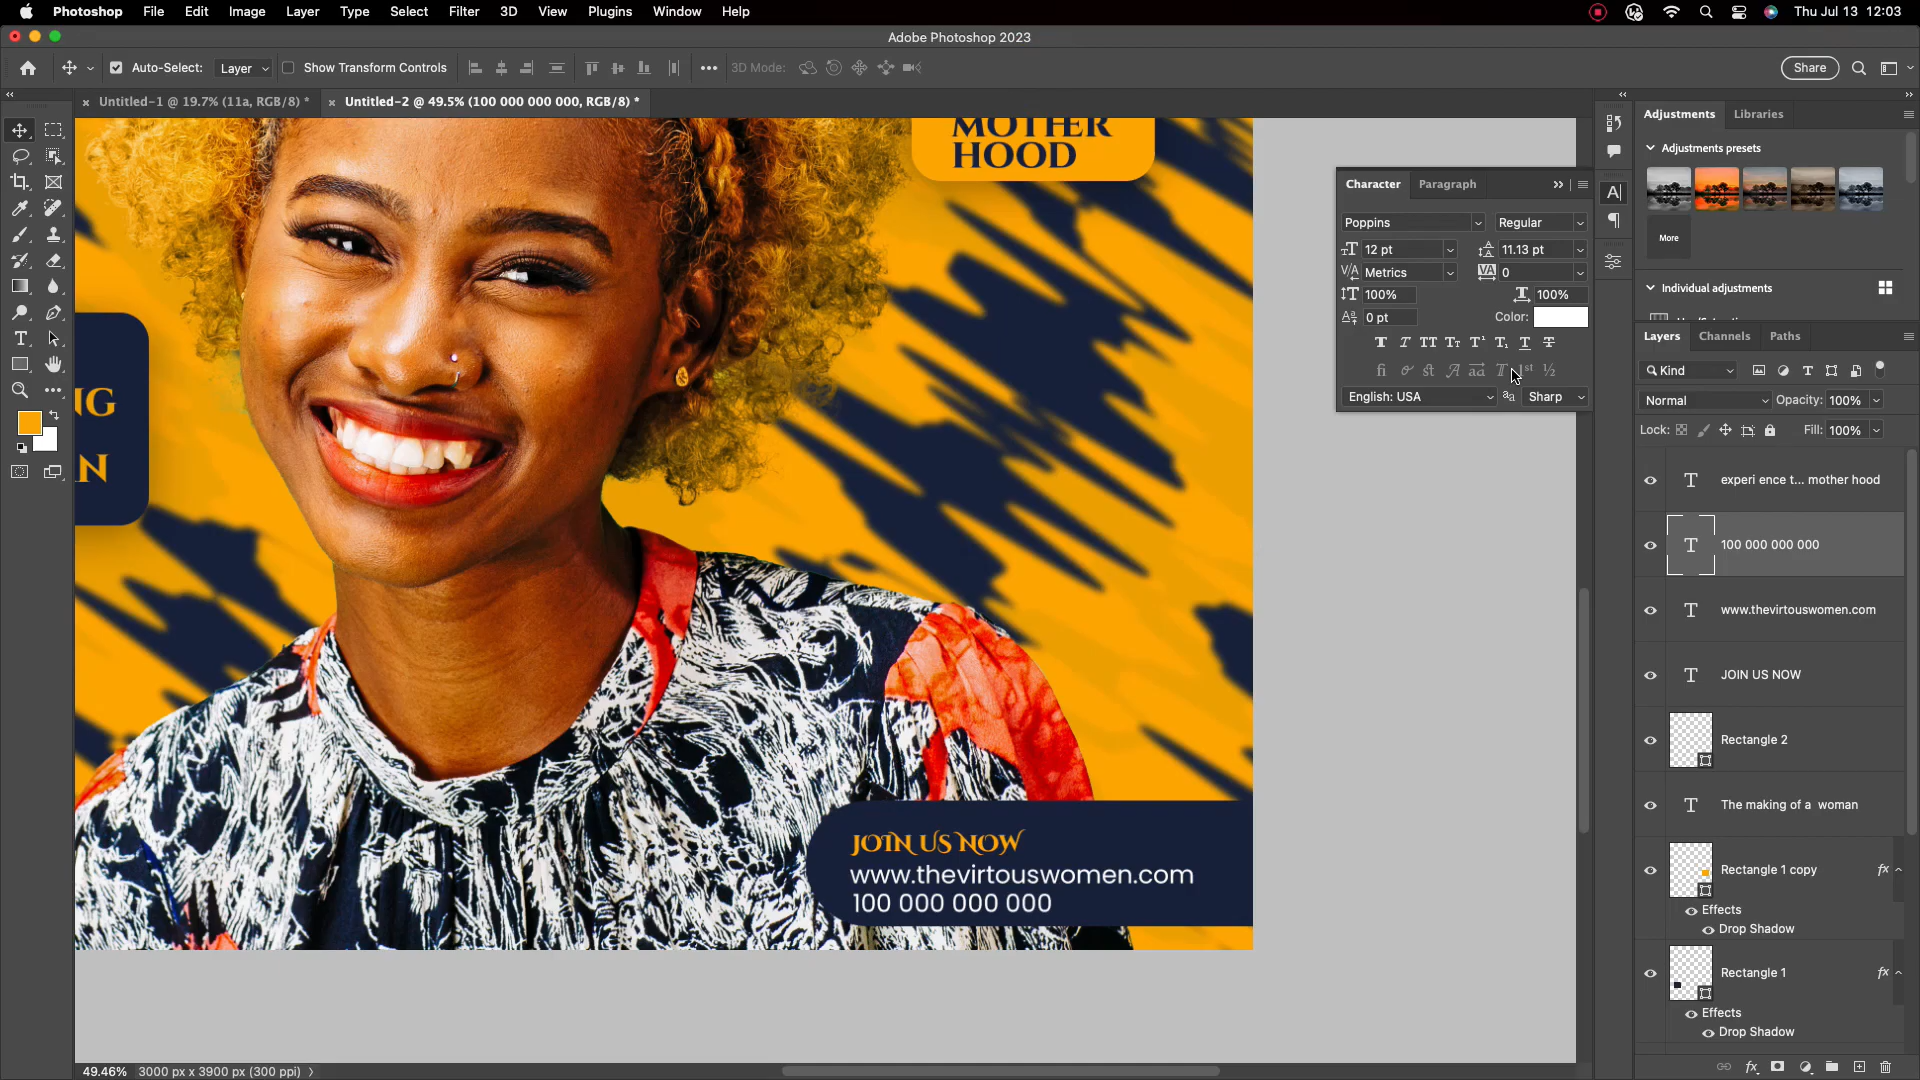 Photoshop File Edit Image Layer Type Select Filter 3D View Plugins Window Help Thu Jul 13 12:03
Adobe Photoshop 2023
Auto-Select: Layer Show Transform Controls 3D Mode: Share
Untitled-1 @ 19.7% (11a, RGB/8) * Untitled-2 @ 49.5% (100 000 000 000, RGB/8) *
MOTHER
HOOD
NG
N
JOIN US NOW
www.thevirtouswomen.com
100 000 000 000
Character Paragraph
Poppins Regular
12 pt 11.13 pt
Metrics 0
100% 100%
0 pt Color:
English: USA Sharp
Adjustments Libraries
Adjustments presets
More
Individual adjustments
Layers Channels Paths
Kind
Normal Opacity: 100%
Lock: Fill: 100%
experi ence t... mother hood
100 000 000 000
www.thevirtouswomen.com
JOIN US NOW
Rectangle 2
The making of a woman
Rectangle 1 copy fx
Effects
Drop Shadow
Rectangle 1 fx
Effects
Drop Shadow
49.46% 3000 px x 3900 px (300 ppi)